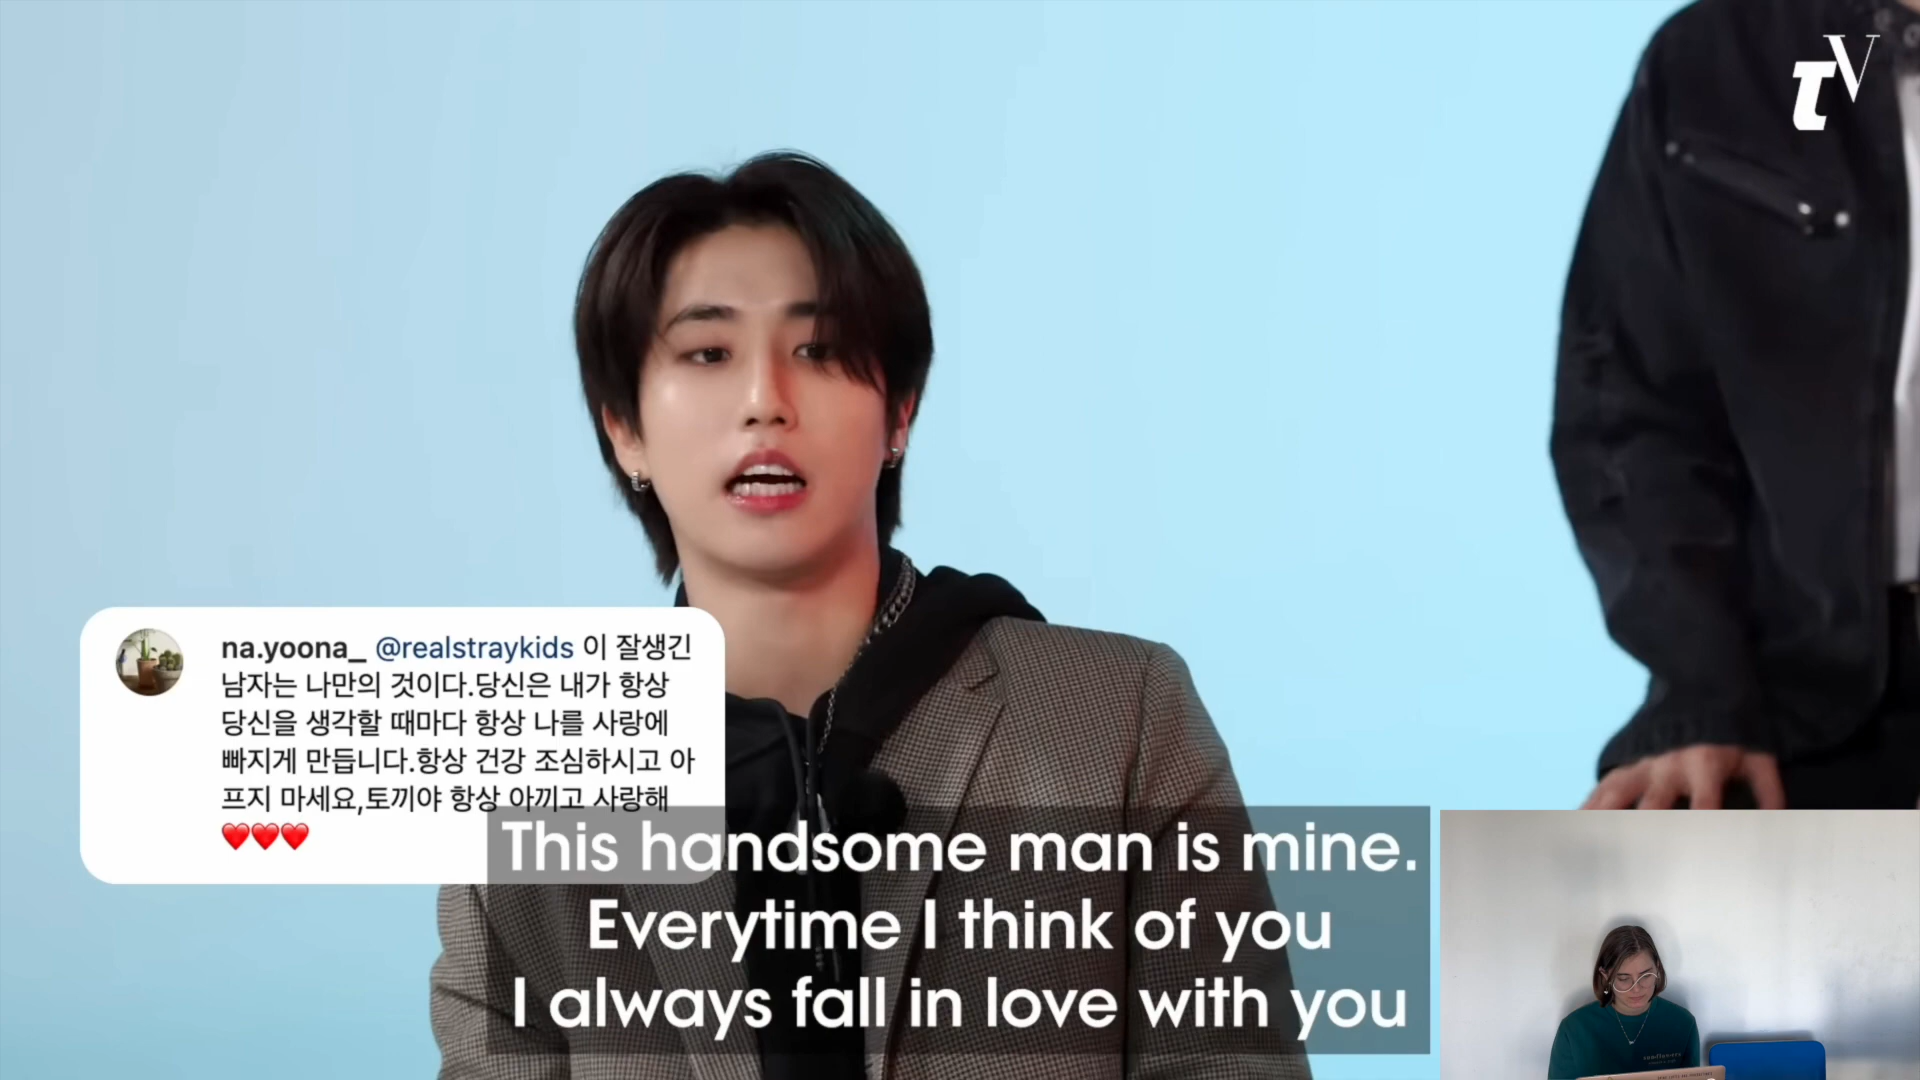 tV
na.yoona_ @realstraykids 이 잘생긴
남자는 나만의 것이다.당신은 내가 항상
당신을 생각할 때마다 항상 나를 사랑에
빠지게 만듭니다.항상 건강 조심하시고 아
프지 마세요,토끼야 항상 아끼고 사랑해
❤️❤️❤️
This handsome man is mine.
Everytime I think of you
I always fall in love with you